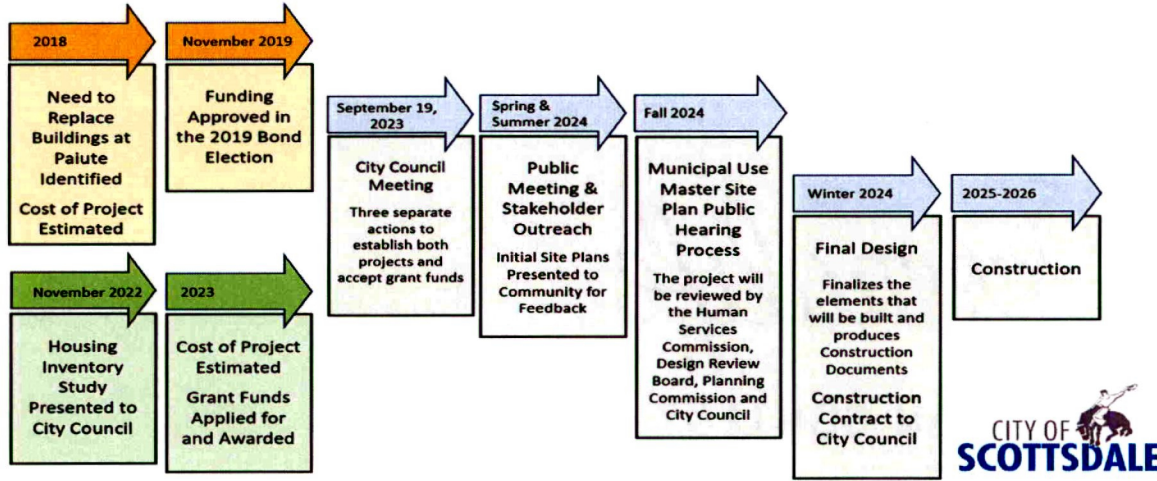 2018
Need to
Replace
Buildings at
Paiute
Identified
Cost of Project
Estimated
November 2019
Funding
Approved in
the 2019 Bond
Election
November 2022
Housing
Inventory
Study
Presented to
City Council
2023
Cost of Project
Estimated
Grant Funds
Applied for
and Awarded
September 19,
2023
City Council
Meeting
Three separate
actions to
establish both
projects and
accept grant funds
Spring &
Summer 2024
Public
Meeting &
Stakeholder
Outreach
Initial Site Plans
Presented to
Community for
Feedback
Fall 2024
Municipal Use
Master Site
Plan Public
Hearing
Process
The project will
be reviewed by
the Human
Services
Commission,
Design Review
Board, Planning
Commission and
City Council
Winter 2024
Final Design
Finalizes the
elements that
will be built and
produces
Construction
Documents
Construction
Contract to
City Council
2025-2026
Construction
CITY OF
SCOTTSDALE